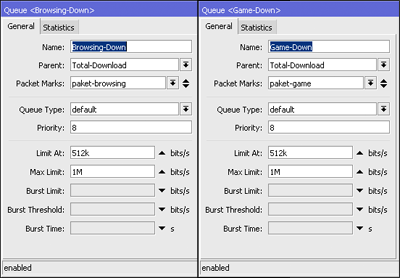 Queue <Browsing-Down>
General Statistics
Name: Browsing-Down
Parent: Total-Download
Packet Marks: paket-browsing
Queue Type: default
Priority: 8
Limit At: 512k bits/s
Max Limit: 1M bits/s
Burst Limit: bits/s
Burst Threshold: bits/s
Burst Time: s
enabled
Queue <Game-Down>
General Statistics
Name: Game-Down
Parent: Total-Download
Packet Marks: paket-game
Queue Type: default
Priority: 8
Limit At: 512k bits/s
Max Limit: 1M bits/s
Burst Limit: bits/s
Burst Threshold: bits/s
Burst Time: s
enabled